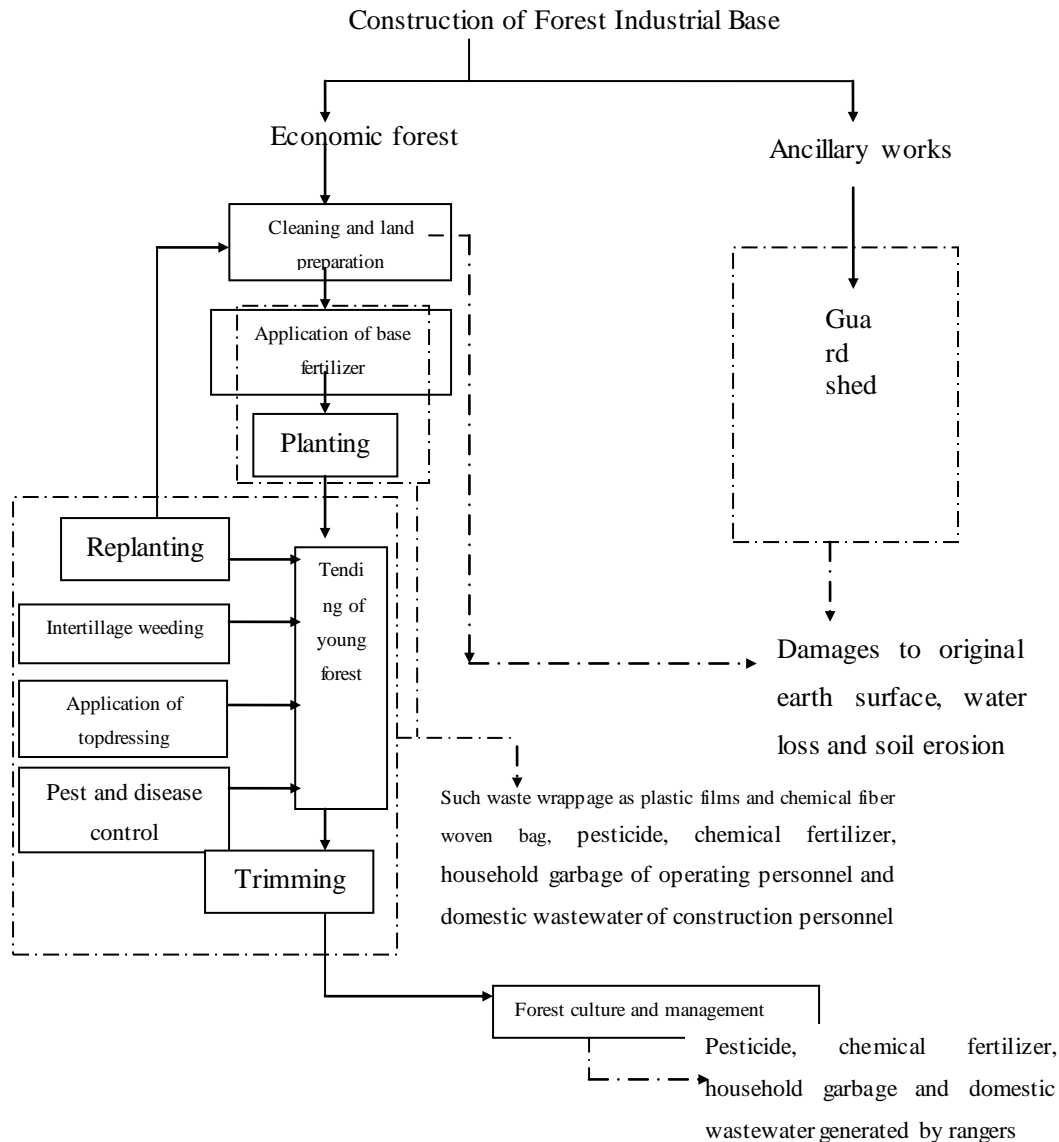 Construction of Forest Industrial Base
Economic forest
Ancillary works
Cleaning and land
preparation
Application of base
fertilizer
Planting
Gua
rd
shed
Replanting
Intertillage weeding
Application of
topdressing
Pest and disease
control
Tendi
ng of
young
forest
Trimming
Damages to original
earth surface, water
loss and soil erosion
Such waste wrappage as plastic films and chemical fiber
woven bag, pesticide, chemical fertilizer,
household garbage of operating personnel and
domestic wastewater of construction personnel
Forest culture and management
Pesticide, chemical fertilizer,
household garbage and domestic
wastewater generated by rangers